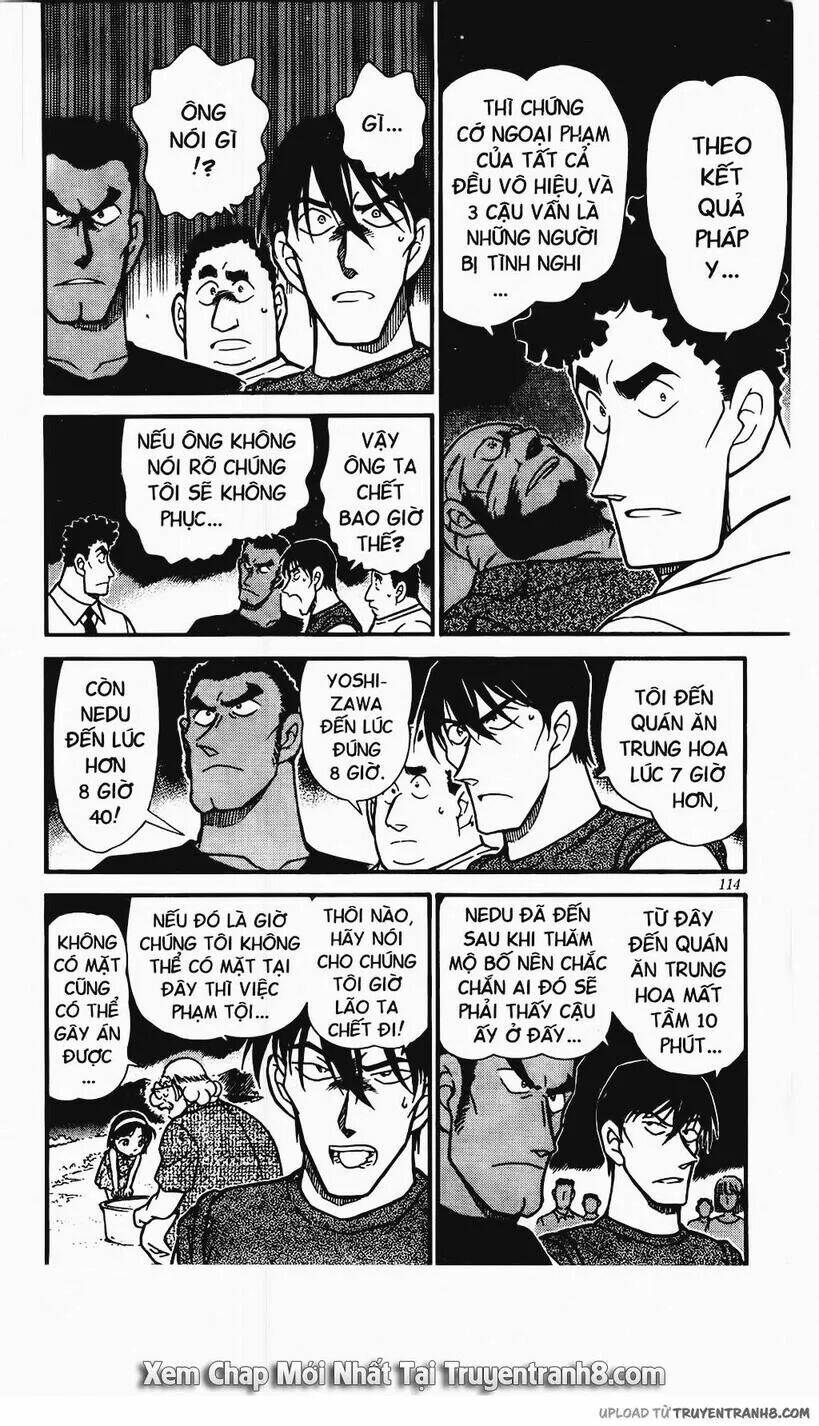 THEO
KẾT
QUẢ
PHÁP
Y...
THÌ CHỨNG
CỚ NGOẠI PHẠM
CỦA TẤT CẢ
ĐỀU VÔ HIỆU, VÀ
3 CẬU VẪN LÀ
NHỮNG NGƯỜI
BỊ TÌNH NGHI
...
GÌ...
ÔNG
NÓI GÌ
!?
VẬY
ÔNG TA
CHẾT
BAO GIỜ
THẾ?
NẾU ÔNG KHÔNG
NÓI RÕ CHÚNG
TÔI SẼ KHÔNG
PHỤC...
TÔI ĐẾN
QUÁN ĂN
TRUNG HOA
LÚC 7 GIỜ
HƠN,
YOSHI-
ZAWA
ĐẾN LÚC
ĐÚNG
8 GIỜ.
CÒN
NEDU
ĐẾN LÚC
HƠN
8 GIỜ
40!
114
TỪ ĐÂY
ĐẾN QUÁN
ĂN TRUNG
HOA MẤT
TẦM 10
PHÚT...
NEDU ĐÃ ĐẾN
SAU KHI THĂM
MỘ BỐ NÊN CHẮC
CHẮN AI ĐÓ SẼ
PHẢI THẤY CẬU
ẤY Ở ĐẤY...
THÔI NÀO,
HÃY NÓI
CHO CHÚNG
TÔI GIỜ
LÃO TA
CHẾT ĐI!
NẾU ĐÓ LÀ GIỜ
CHÚNG TÔI KHÔNG
THỂ CÓ MẶT TẠI
ĐÂY THÌ VIỆC
PHẠM TỘI...
KHÔNG
CÓ MẶT
CŨNG
CÓ THỂ
GÂY ÁN
ĐƯỢC
...
Xem Chap Mới Nhất Tại Truyentranh8.com
UPLOAD TỪ TRUYENTRANH8.COM